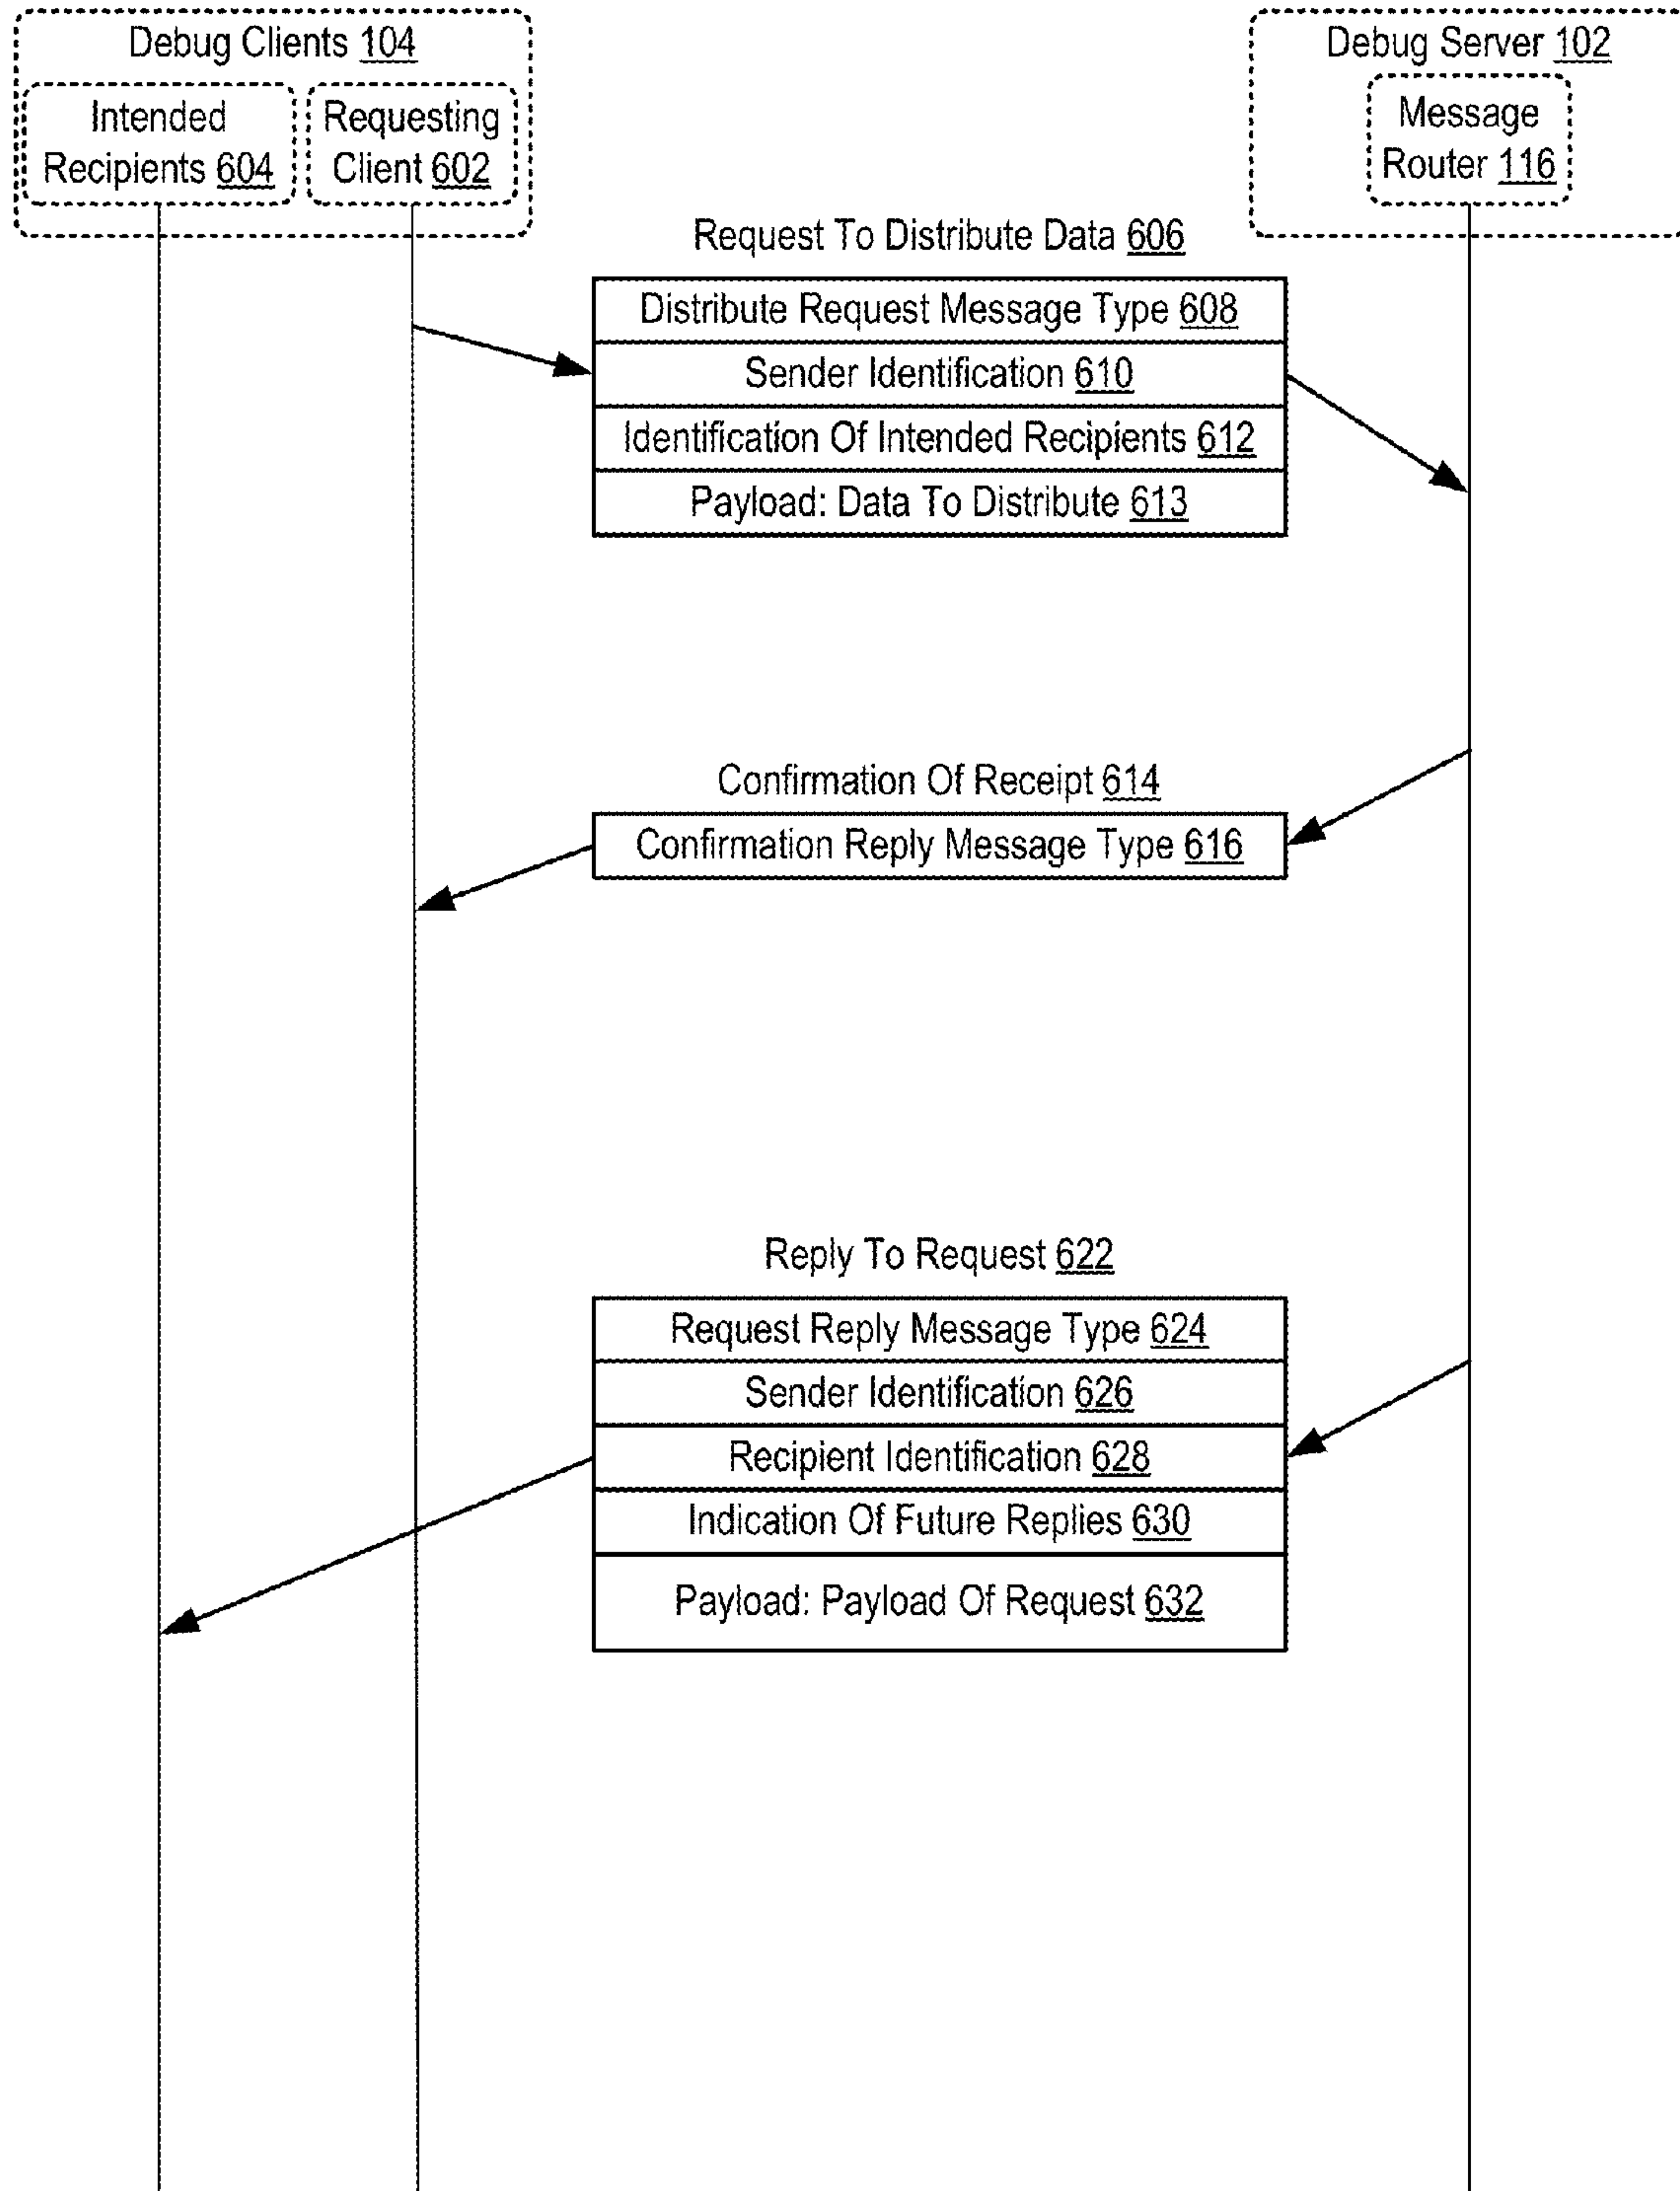 Debug Clients 104
Intended
Recipients 604
Requesting
Client 602
Debug Server 102
Message
Router 116
Request To Distribute Data 606
Distribute Request Message Type 608
Sender Identification 610
Identification Of Intended Recipients 612
Payload: Data To Distribute 613
Confirmation Of Receipt 614
Confirmation Reply Message Type 616
Reply To Request 622
Request Reply Message Type 624
Sender Identification 626
Recipient Identification 628
Indication Of Future Replies 630
Payload: Payload Of Request 632